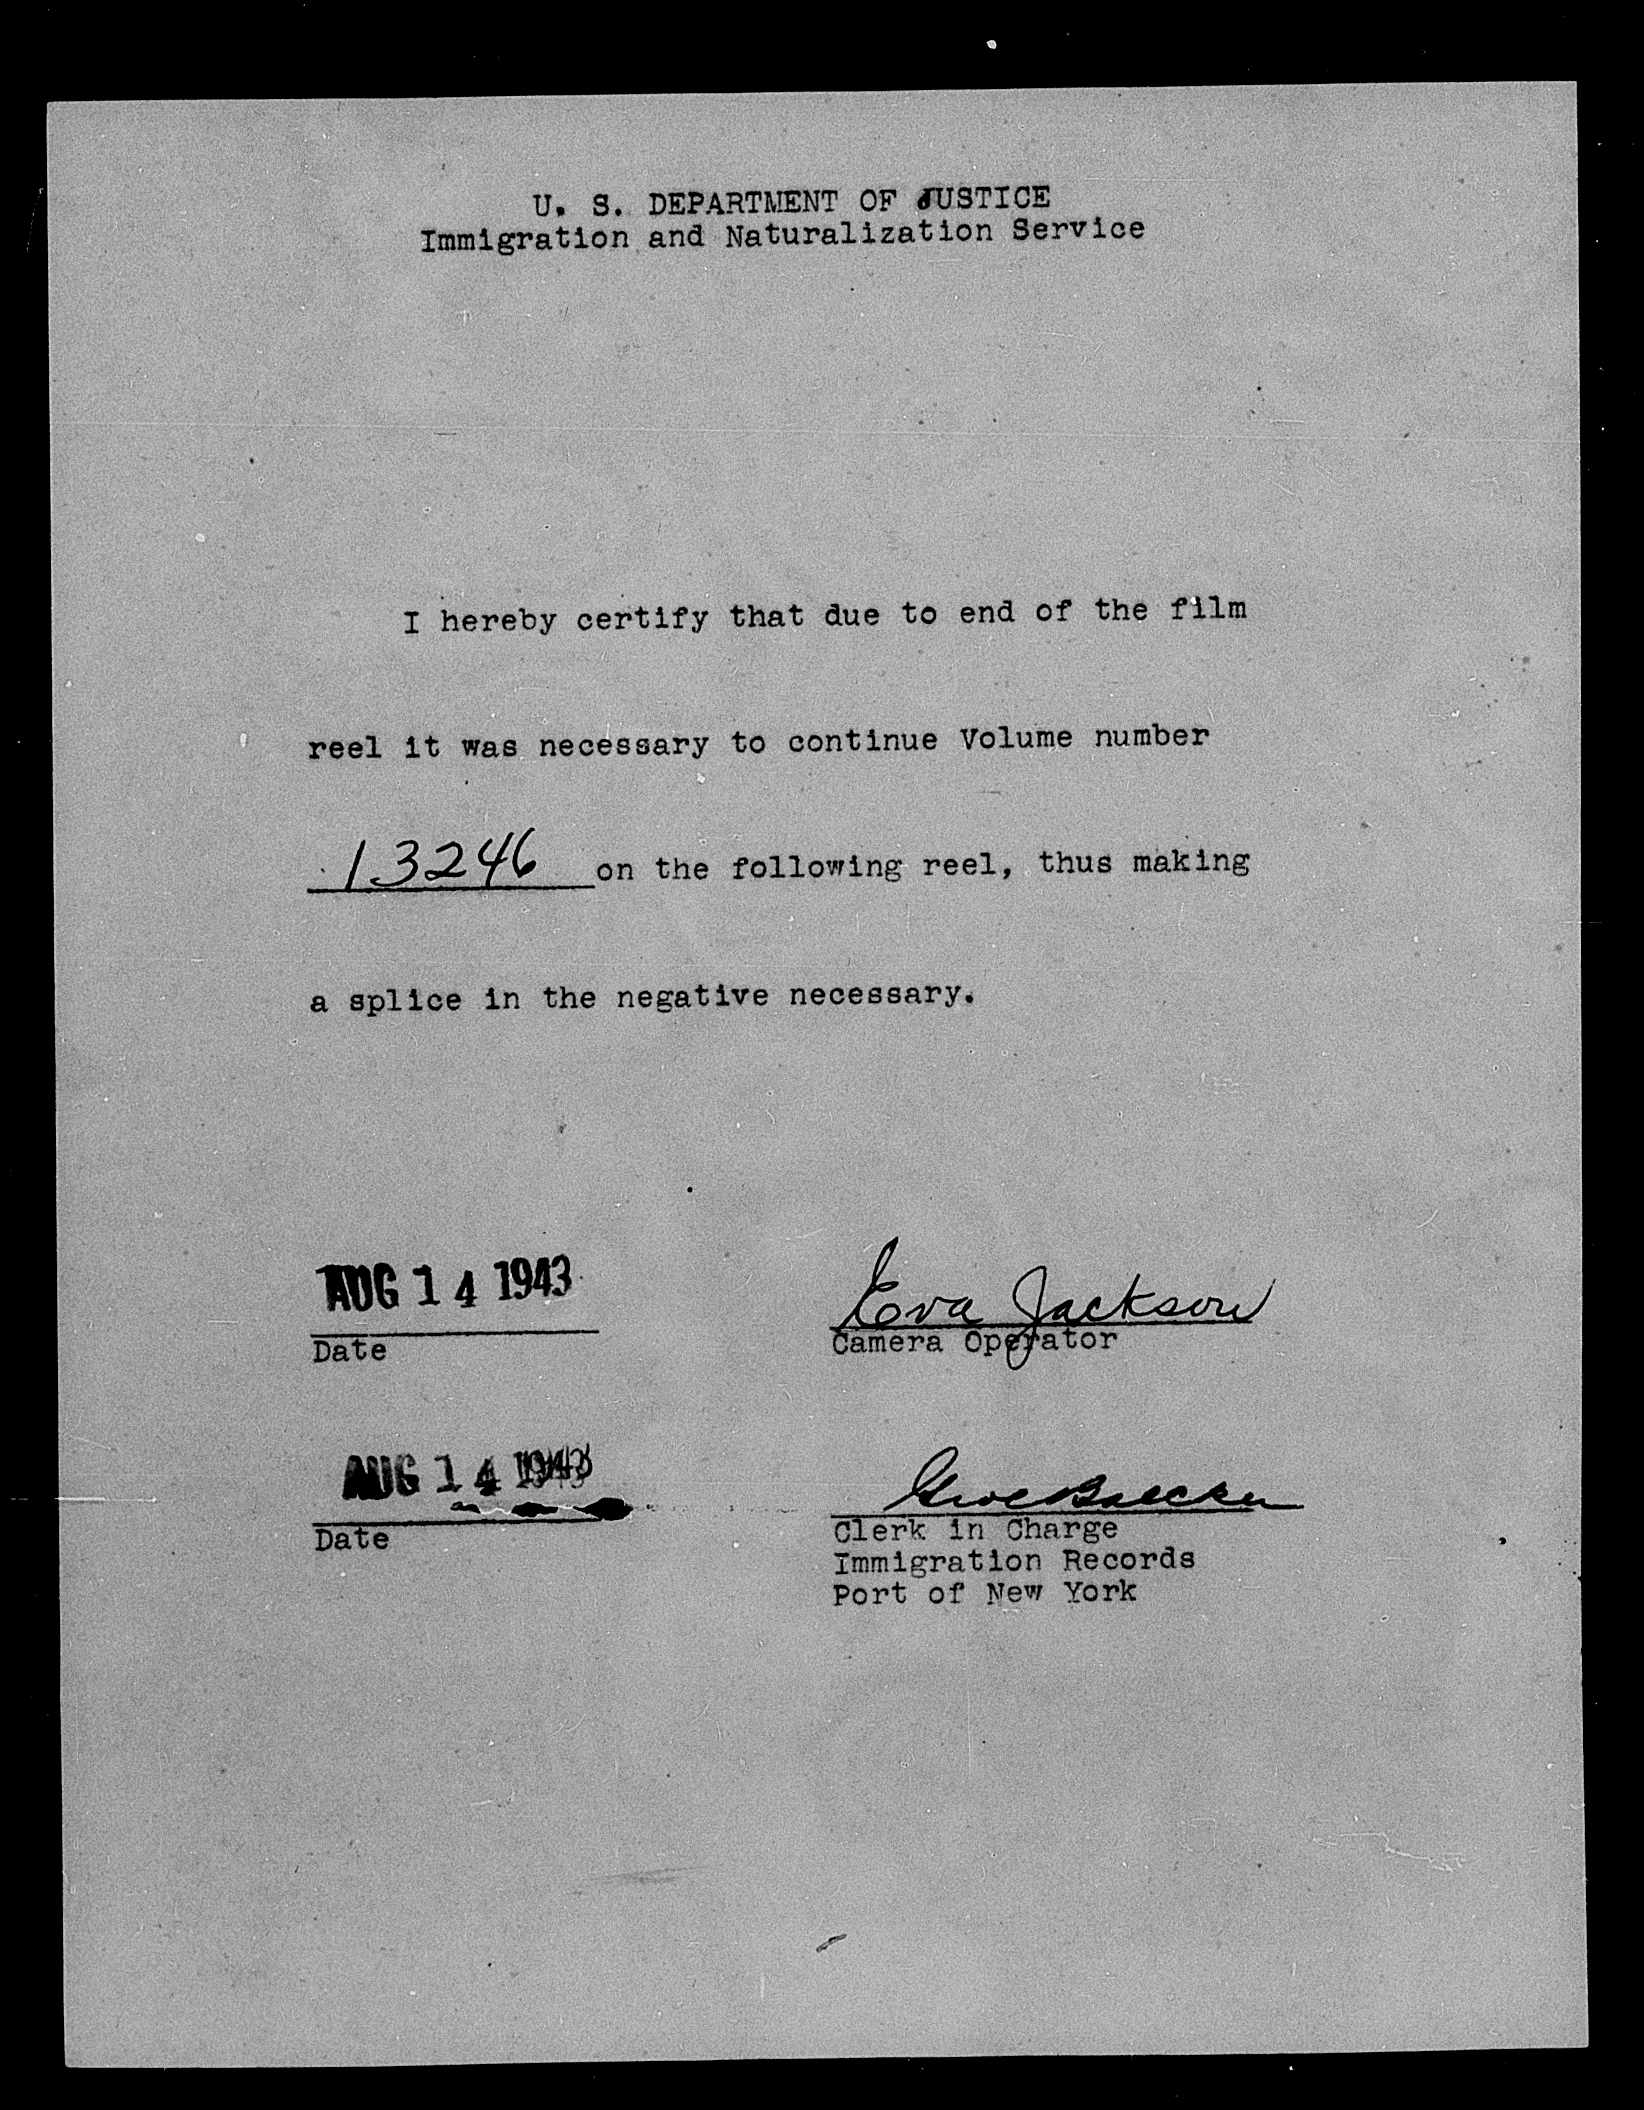 U. S. DEPARTMENT OF JUSTICE
Immigration and Naturalization Service
I hereby certify that due to end of the film
reel it was necessary to continue Volume number
13246 on the following reel, thus making
a splice in the negative necessary.
AUG 14 1943
Eva Jackson
Date
Camera Operator
AUG 14 1943
Date
Clerk in Charge
Immigration Records
Port of New York